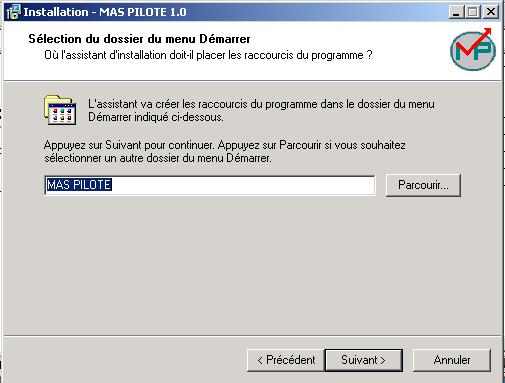 Installation - MAS PILOTE 1.0
Sélection du dossier du menu Démarrer
Où l'assistant d'installation doit-il placer les raccourcis du programme ?
MP
L'assistant va créer les raccourcis du programme dans le dossier du menu
Démarrer indiqué ci-dessous.
Appuyez sur Suivant pour continuer. Appuyez sur Parcourir si vous souhaitez
sélectionner un autre dossier du menu Démarrer.
MAS PILOTE
Parcourir...
< Précédent
Suivant >
Annuler